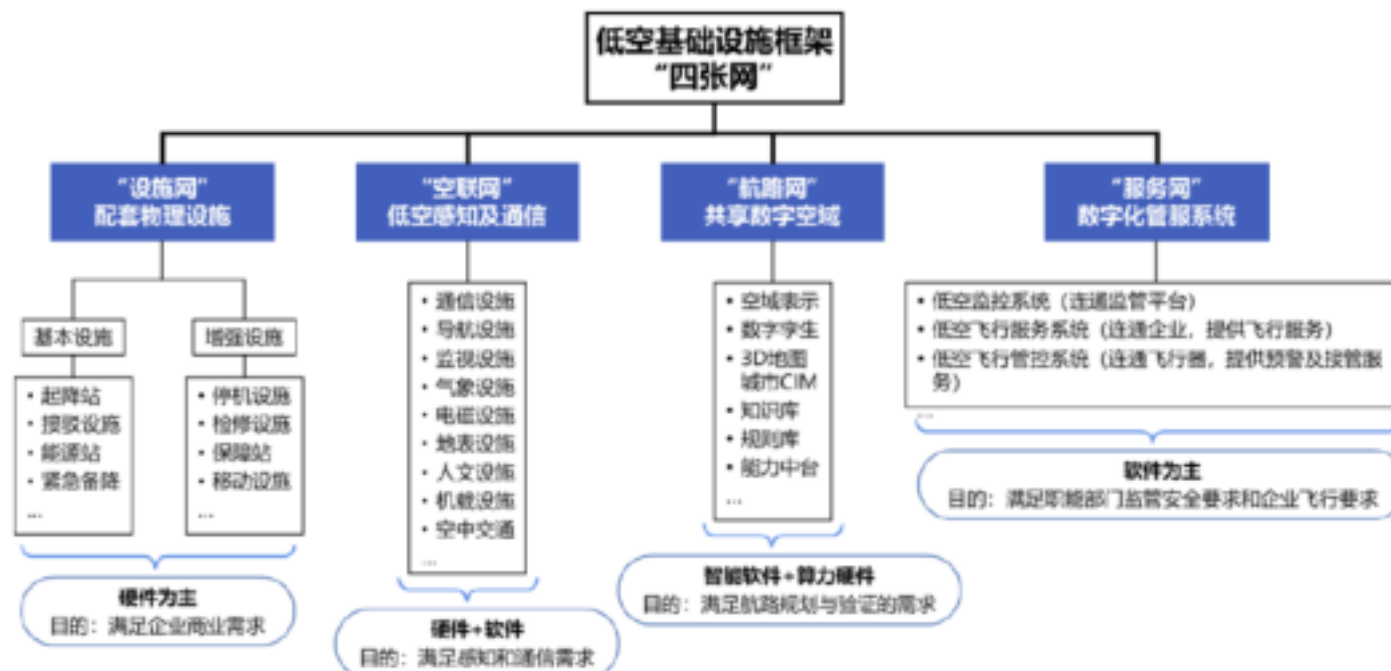 低空基础设施框架
“四张网”
“设施网”
配套物理设施
基本设施
• 起降站
• 接驳设施
• 能源站
• 紧急备降
...
增强设施
• 停机设施
• 检修设施
• 保障站
• 移动设施
...
硬件为主
目的：满足企业商业需求
“空联网”
低空感知及通信
• 通信设施
• 导航设施
• 监视设施
• 气象设施
• 电磁设施
• 地表设施
• 人文设施
• 机载设施
• 空中交通
...
硬件+软件
目的：满足感知和通信需求
“航路网”
共享数字空域
• 空域表示
• 数字孪生
• 3D地图
城市CIM
• 知识库
• 规则库
• 能力中台
...
智能软件+算力硬件
目的：满足航路规划与验证的需求
“服务网”
数字化管服系统
• 低空监控系统（连通监管平台）
• 低空飞行服务系统（连通企业，提供飞行服务）
• 低空飞行管控系统（连通飞行器，提供预警及接管服
务）
...
软件为主
目的：满足职能部门监管安全要求和企业飞行要求